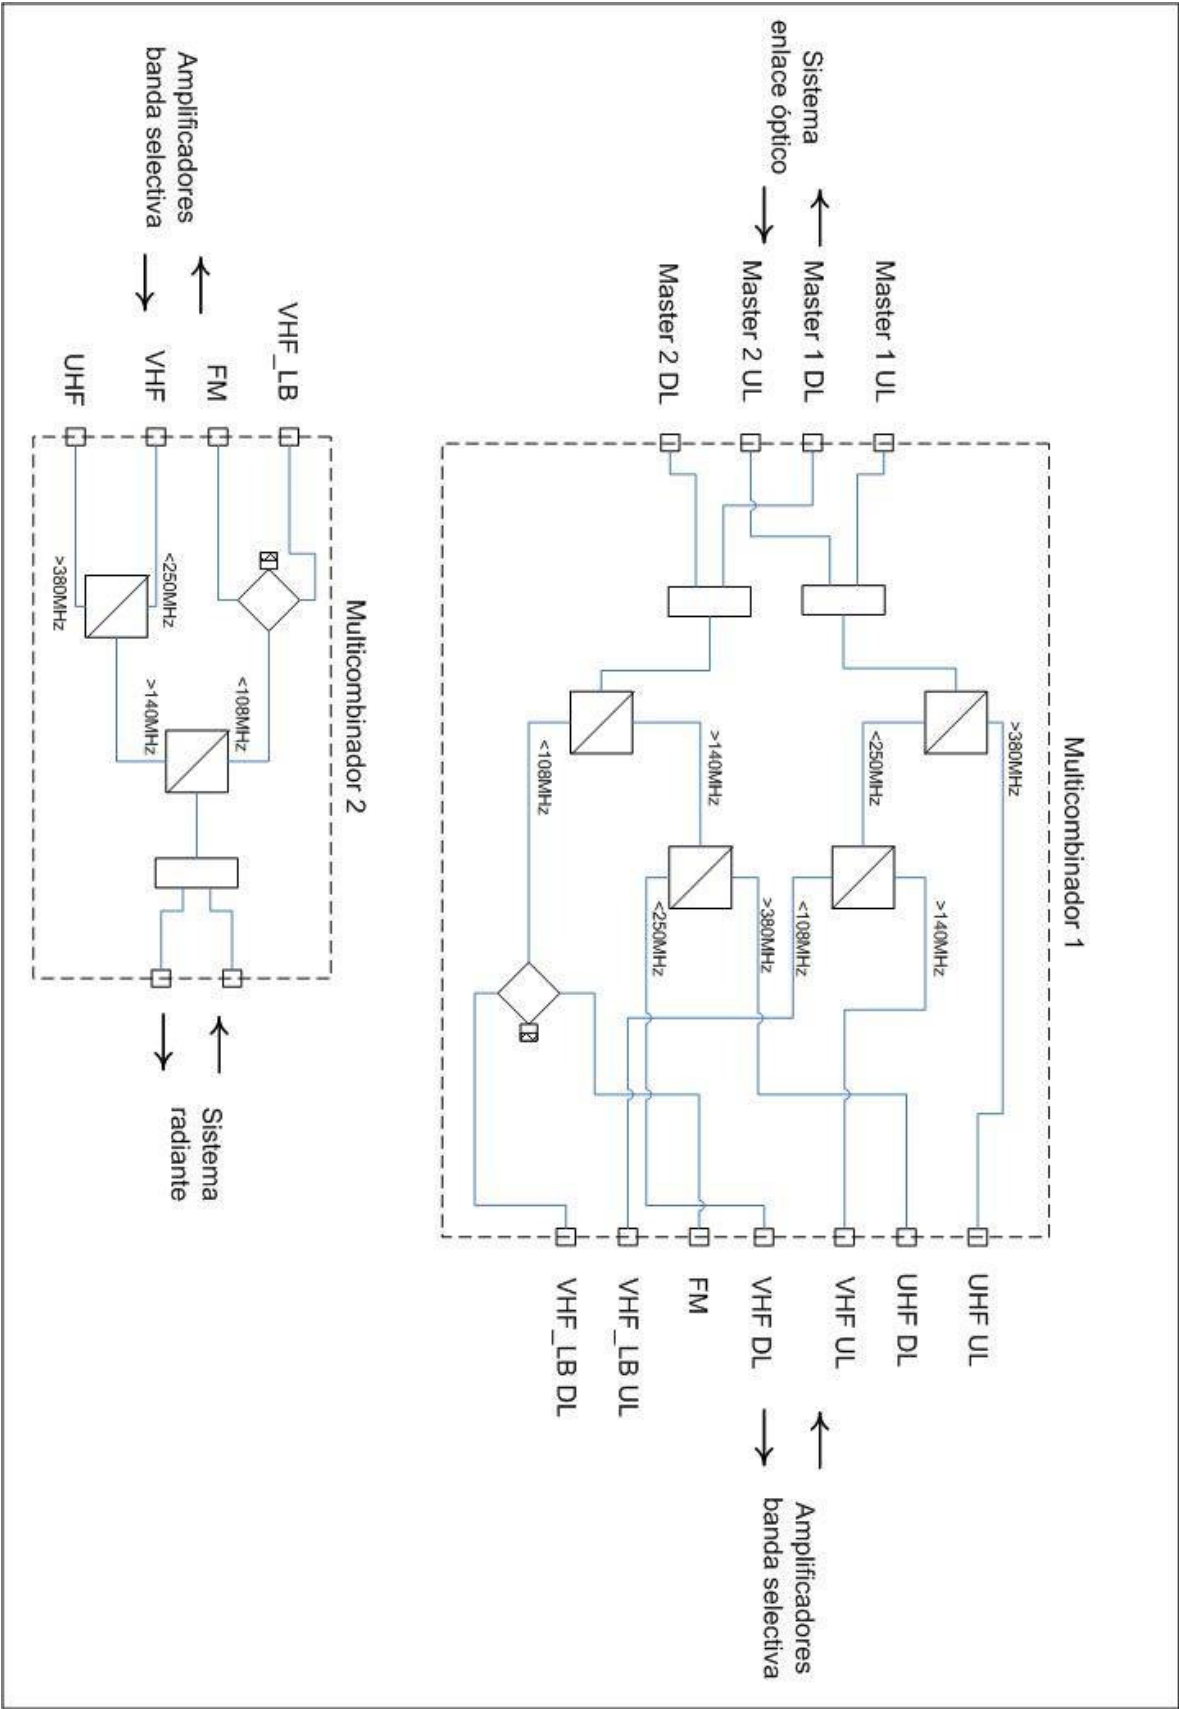 Multicombinador 1
Sistema
enlace óptico
Master 1 UL
Master 1 DL
Master 2 UL
Master 2 DL
>380MHz
<250MHz
>140MHz
<108MHz
>140MHz
<108MHz
>380MHz
<250MHz
UHF UL
UHF DL
VHF UL
VHF DL
FM
VHF_LB UL
VHF_LB DL
Amplificadores
banda selectiva
Multicombinador 2
Amplificadores
banda selectiva
VHF_LB
FM
VHF
UHF
<250MHz
>380MHz
<108MHz
>140MHz
Sistema
radiante